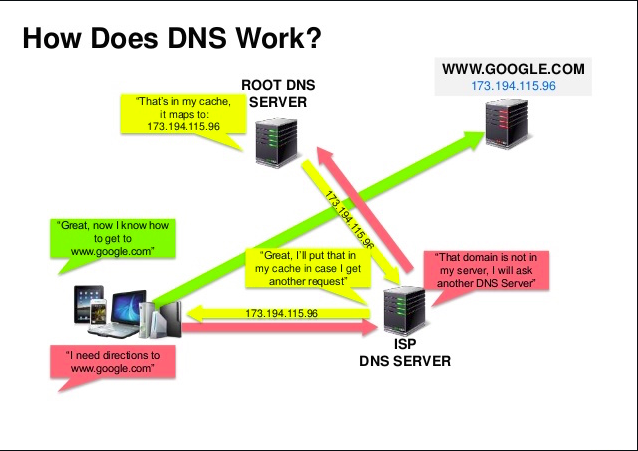 How Does DNS Work?
WWW.GOOGLE.COM
173.194.115.96
ROOT DNS
SERVER
“That’s in my cache,
it maps to:
173.194.115.96
173.194.115.96
“Great, now I know how
to get to
www.google.com”
“Great, I’ll put that in
my cache in case I get
another request”
“That domain is not in
my server, I will ask
another DNS Server”
173.194.115.96
ISP
DNS SERVER
“I need directions to
www.google.com”